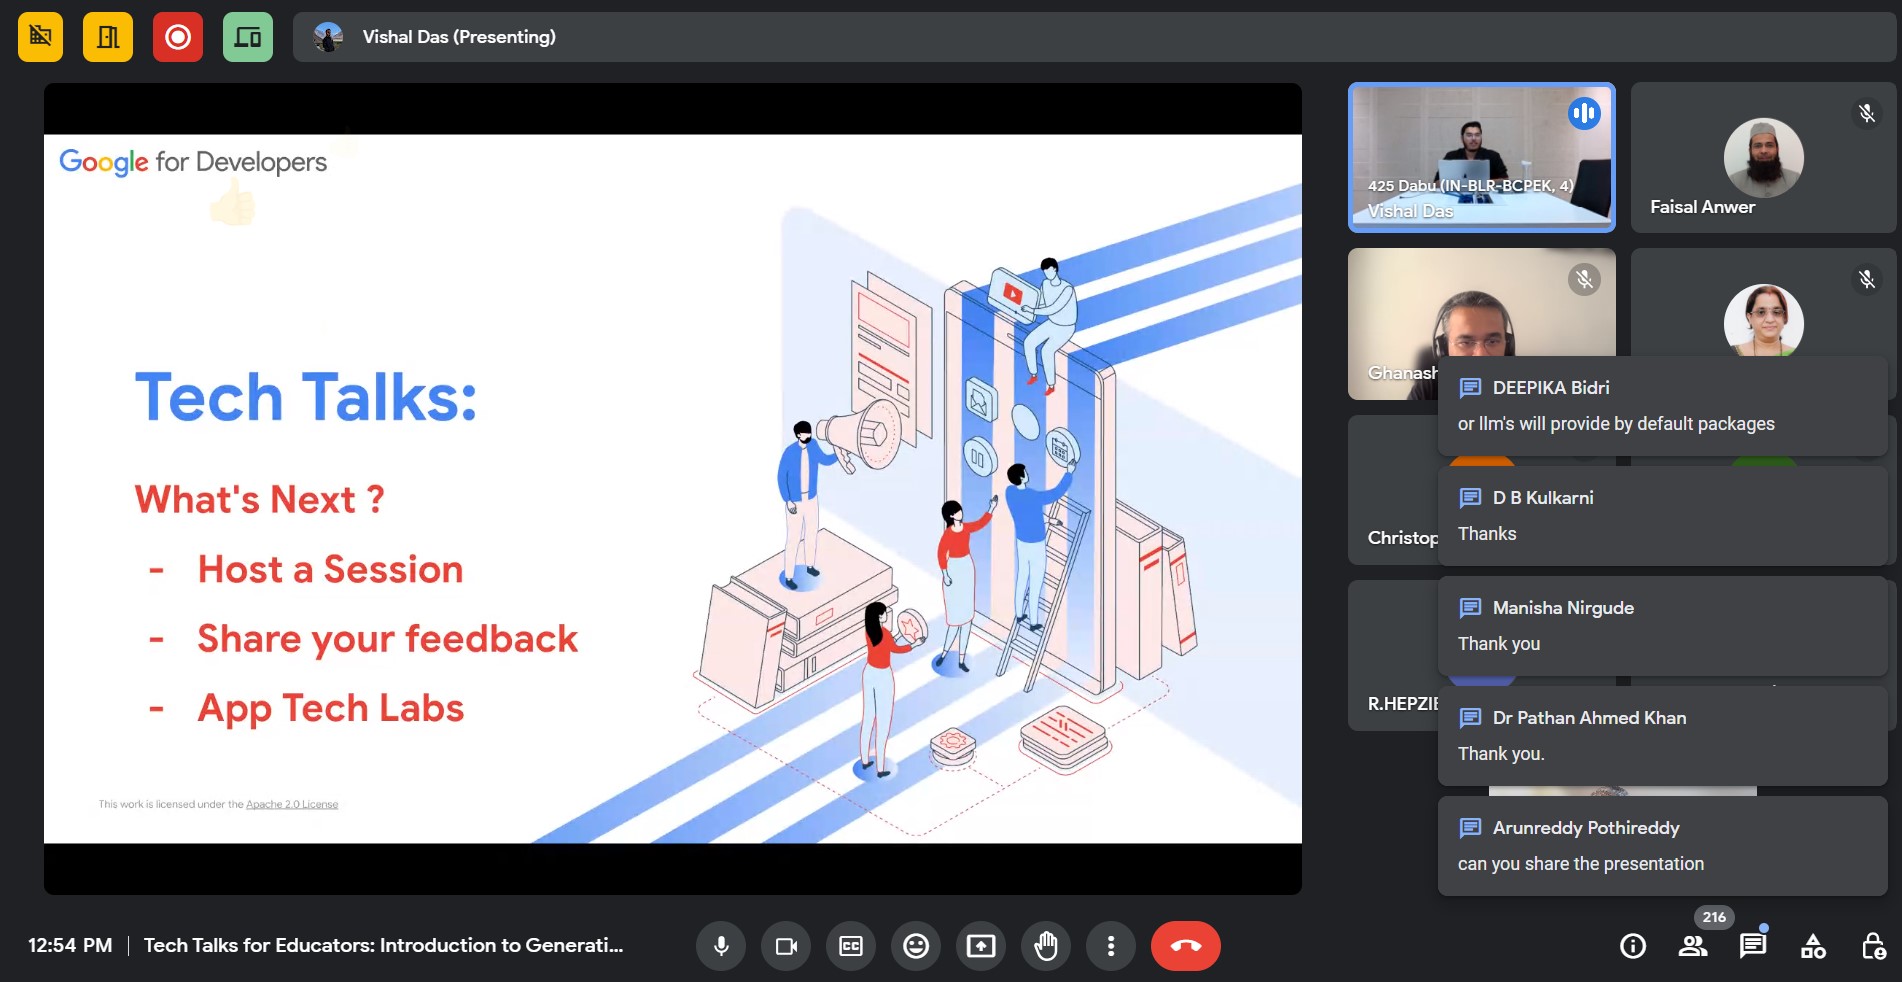 Vishal Das (Presenting)
Google for Developers
Tech Talks:
What's Next ?
- Host a Session
- Share your feedback
- App Tech Labs
This work is licensed under the Apache 2.0 License
425 Dabu (IN-BLR-BCPEK, 4)
Vishal Das
Faisal Anwer
Ghanash
Christop
R.HEPZIB
DEEPIKA Bidri
or llm's will provide by default packages
D B Kulkarni
Thanks
Manisha Nirgude
Thank you
Dr Pathan Ahmed Khan
Thank you.
Arunreddy Pothireddy
can you share the presentation
12:54 PM | Tech Talks for Educators: Introduction to Generati...
CC
216